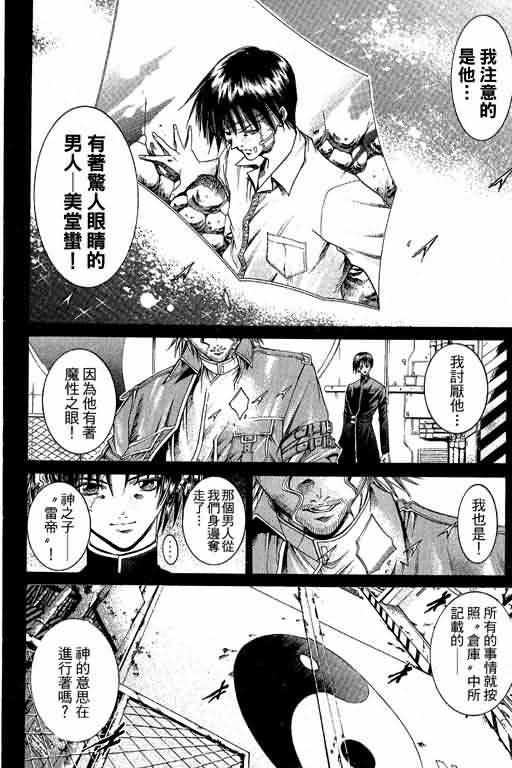 我注意的
是他⋯
有著驚人眼睛的
男人─美堂蠻！
我討厭他⋯
因為他有著
魔性之眼！
我也是！
那個男人從
我們身邊奪
走了⋯
⋯⋯
神之子──
〝雷帝〞！
所有的事情就按
照〝倉庫〞中所
記載的──
神的意思在
進行著嗎？